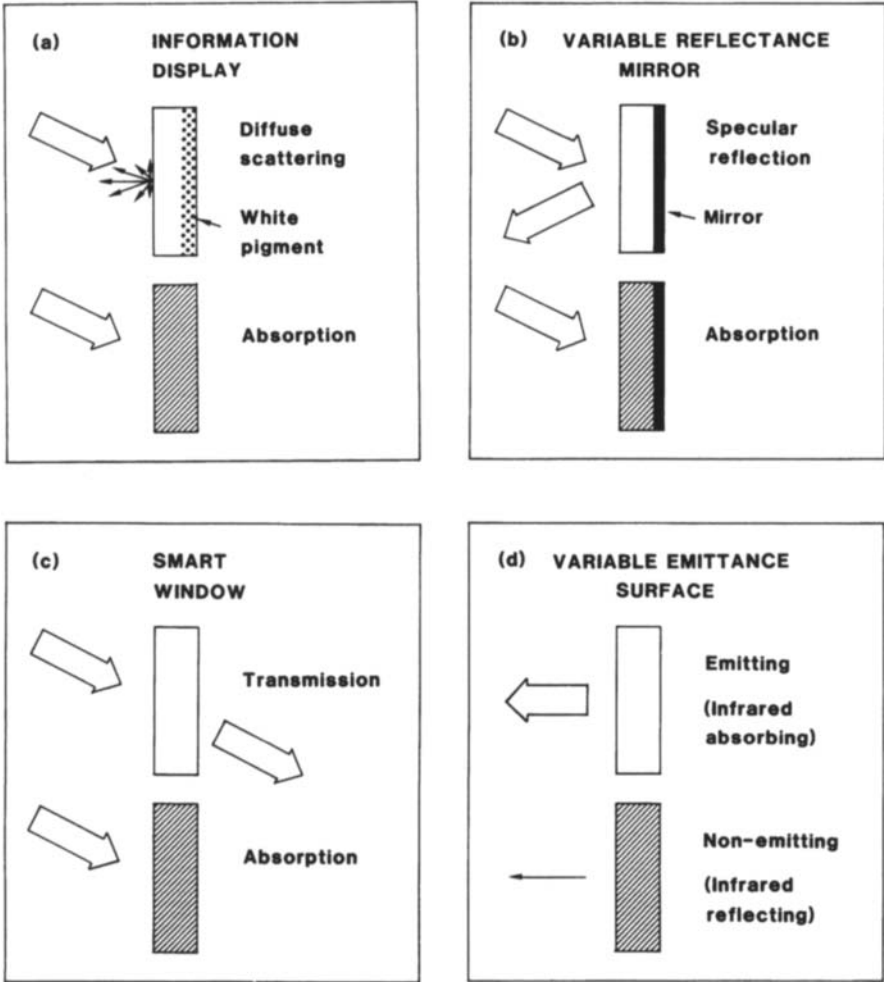 (a) INFORMATION
DISPLAY
Diffuse
scattering
White
pigment
Absorption
(b) VARIABLE REFLECTANCE
MIRROR
Specular
reflection
Mirror
Absorption
(c) SMART
WINDOW
Transmission
Absorption
(d) VARIABLE EMITTANCE
SURFACE
Emitting
(Infrared
absorbing)
Non-emitting
(Infrared
reflecting)